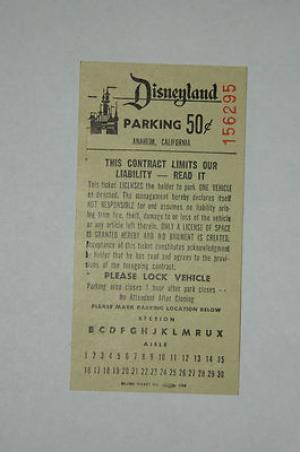 Disneyland
PARKING 50¢
ANAHEIM, CALIFORNIA
156295
THIS CONTRACT LIMITS OUR
LIABILITY — READ IT
This ticket LICENSES the holder to park ONE VEHICLE
as directed. The management hereby declares itself
NOT RESPONSIBLE for and assumes no liability aris-
ing from fire, theft, damage to or loss of the vehicle
or any article left therein. ONLY A LICENSE OF SPACE
IS GRANTED HEREBY AND NO BAILMENT IS CREATED.
Acceptance of this ticket constitutes acknowledgment
by holder that he has read and agrees to the provi-
sions of the foregoing contract.
PLEASE LOCK VEHICLE
Parking area closes 1 hour after park closes --
No Attendant After Closing
PLEASE MARK PARKING LOCATION BELOW
SECTION
B C D F G H J K L M R U X
AISLE
1 2 3 4 5 6 7 8 9 10 11 12 13 14 15
16 17 18 19 20 21 22 23 24 25 26 27 28 29 30